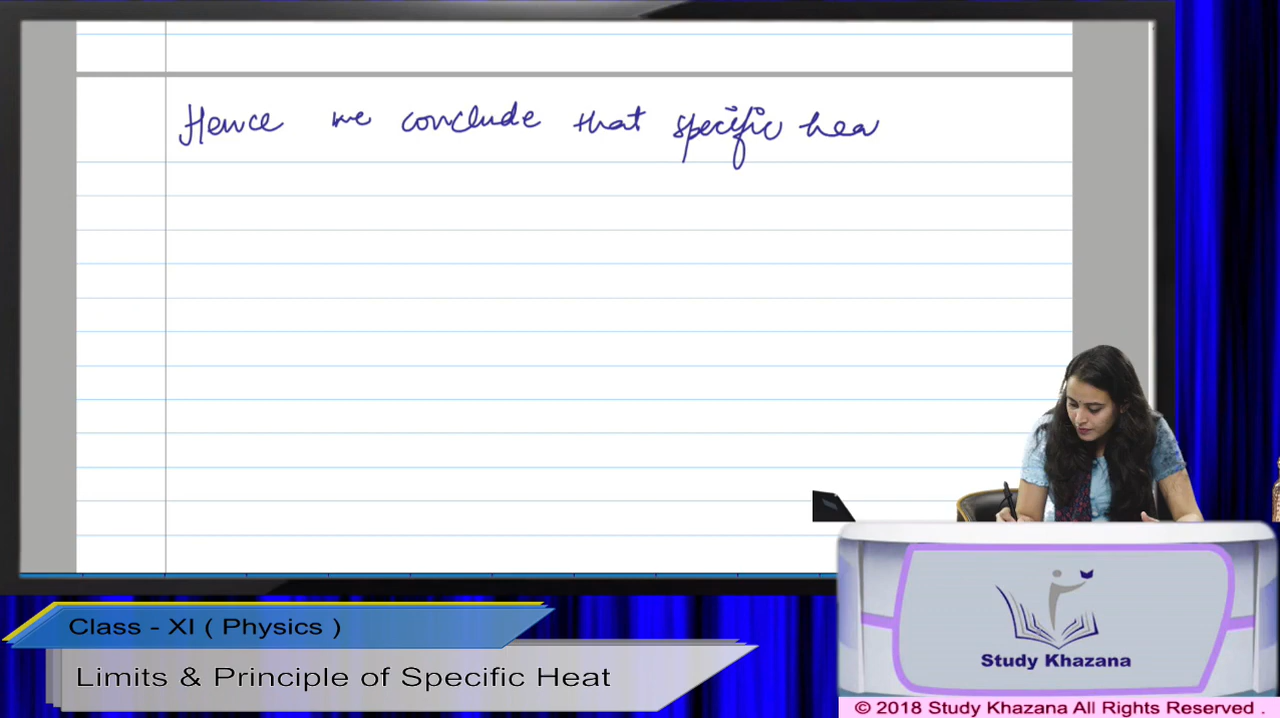 Hence we conclude that specific hea
Study Khazana
Class - XI ( Physics )
Limits & Principle of Specific Heat
© 2018 Study Khazana All Rights Reserved .